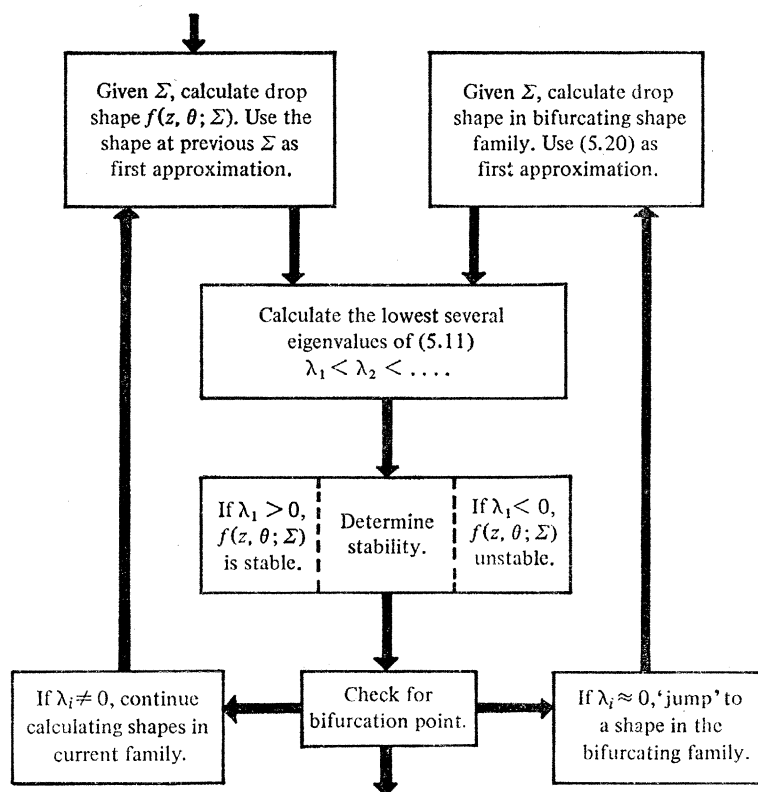 Given Σ, calculate drop
shape f(z, θ; Σ). Use the
shape at previous Σ as
first approximation.
Given Σ, calculate drop
shape in bifurcating shape
family. Use (5.20) as
first approximation.
Calculate the lowest several
eigenvalues of (5.11)
λ₁ < λ₂ < . . . .
If λ₁ > 0,
f(z, θ; Σ)
is stable.
Determine
stability.
If λ₁ < 0,
f(z, θ; Σ)
unstable.
If λᵢ ≠ 0, continue
calculating shapes in
current family.
Check for
bifurcation point.
If λᵢ ≈ 0, ‘jump’ to
a shape in the
bifurcating family.